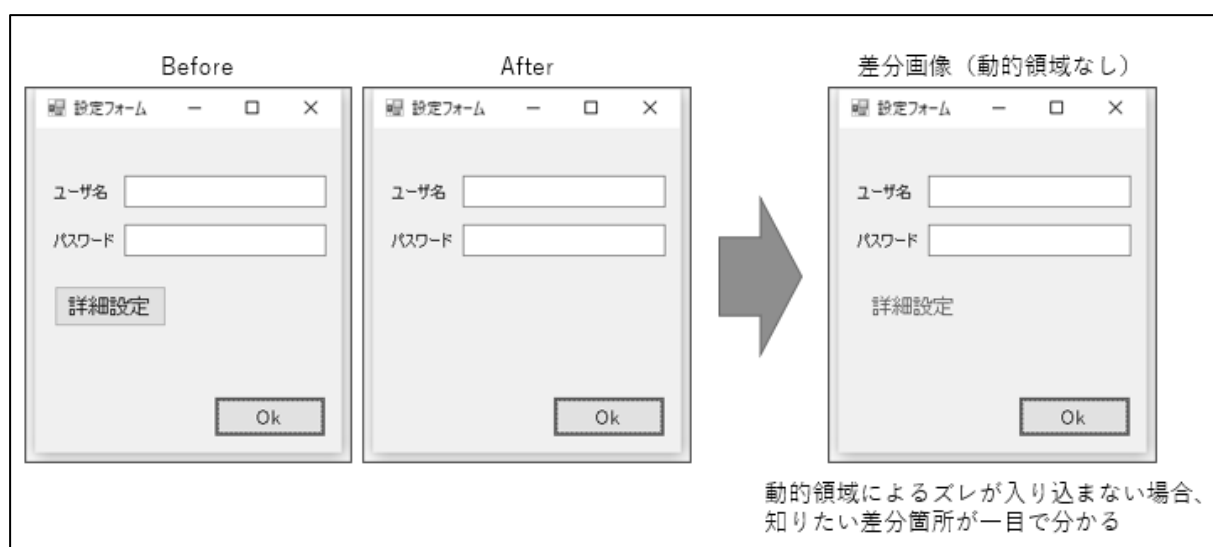 Before
設定フォーム
ユーザ名
パスワード
詳細設定
Ok
After
設定フォーム
ユーザ名
パスワード
Ok
差分画像（動的領域なし）
設定フォーム
ユーザ名
パスワード
詳細設定
Ok
動的領域によるズレが入り込まない場合、
知りたい差分箇所が一目で分かる